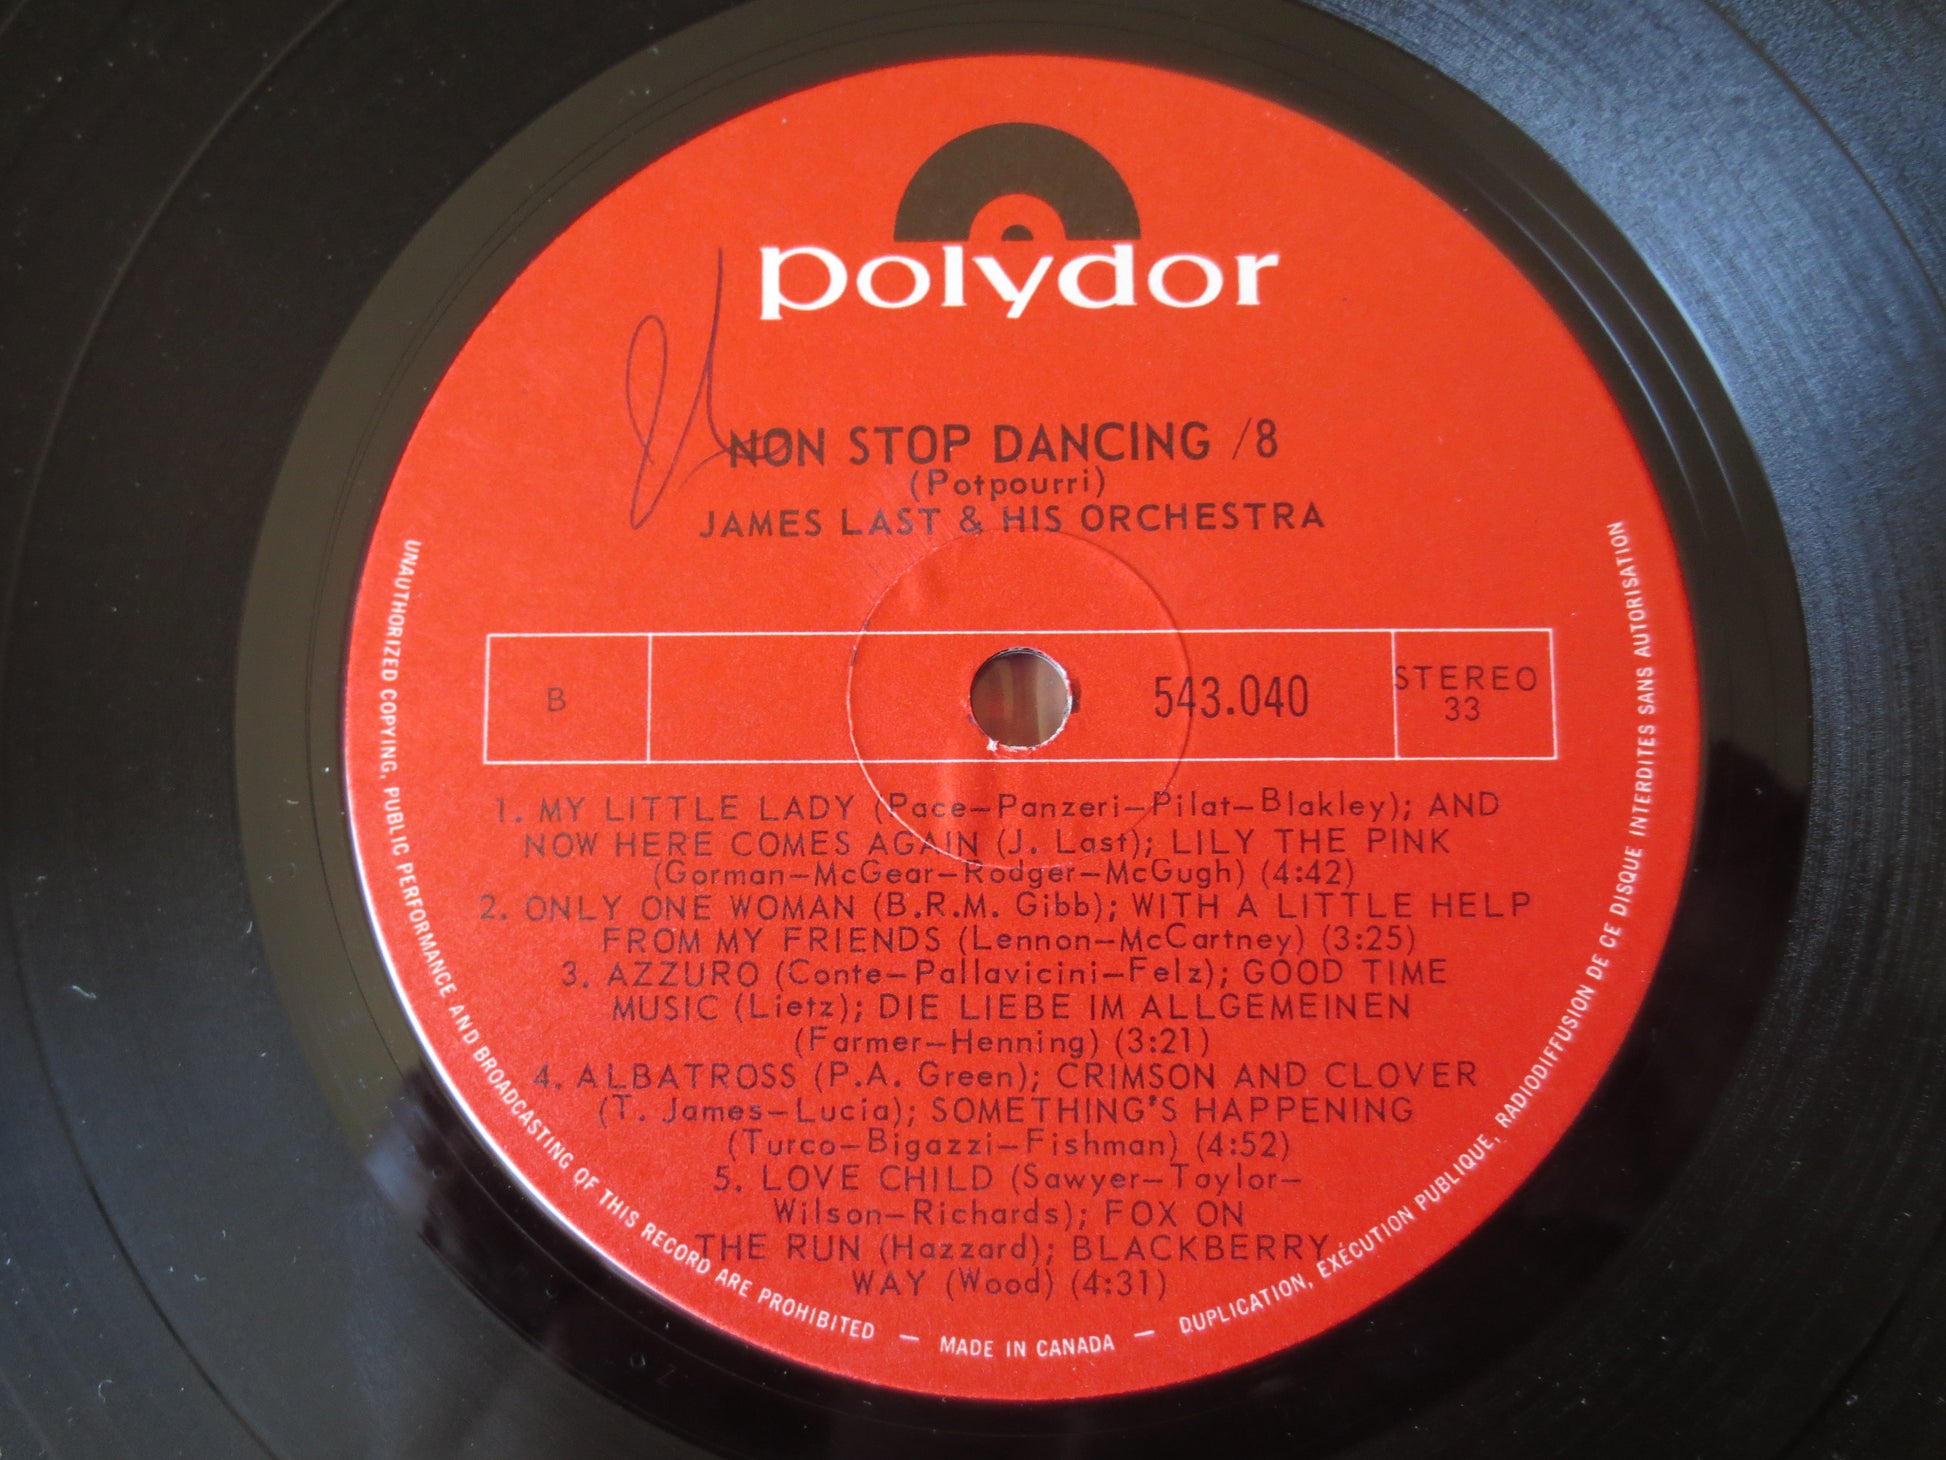 polydor
NON STOP DANCING /8
(Potpourri)
JAMES LAST & HIS ORCHESTRA
B
543.040
STEREO
33
1. MY LITTLE LADY (Pace–Panzeri–Pilat–Blakley); AND
NOW HERE COMES AGAIN (J. Last); LILY THE PINK
(Gorman–McGear–Rodger–McGugh) (4:42)
2. ONLY ONE WOMAN (B.R.M. Gibb); WITH A LITTLE HELP
FROM MY FRIENDS (Lennon–McCartney) (3:25)
3. AZZURO (Conte–Pallavicini–Felz); GOOD TIME
MUSIC (Lietz); DIE LIEBE IM ALLGEMEINEN
(Farmer–Henning) (3:21)
4. ALBATROSS (P.A. Green); CRIMSON AND CLOVER
(T. James–Lucia); SOMETHING'S HAPPENING
(Turco–Bigazzi–Fishman) (4:52)
5. LOVE CHILD (Sawyer–Taylor–
Wilson–Richards); FOX ON
THE RUN (Hazzard); BLACKBERRY
WAY (Wood) (4:31)
UNAUTHORIZED COPYING, PUBLIC PERFORMANCE AND BROADCASTING OF THIS RECORD ARE PROHIBITED — MADE IN CANADA — DUPLICATION, EXÉCUTION PUBLIQUE, RADIODIFFUSION DE CE DISQUE INTERDITES SANS AUTORISATION